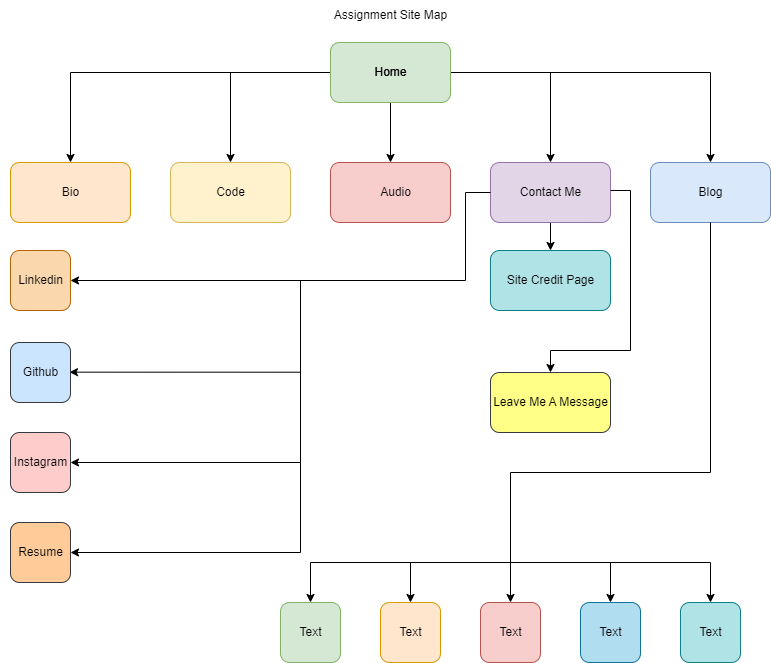 Assignment Site Map
Home
Bio
Code
Audio
Contact Me
Blog
Linkedin
Site Credit Page
Github
Leave Me A Message
Instagram
Resume
Text
Text
Text
Text
Text